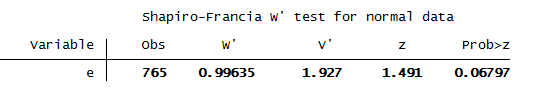 Shapiro-Francia W' test for normal data
Variable Obs W' V' z Prob>z
e 765 0.99635 1.927 1.491 0.06797